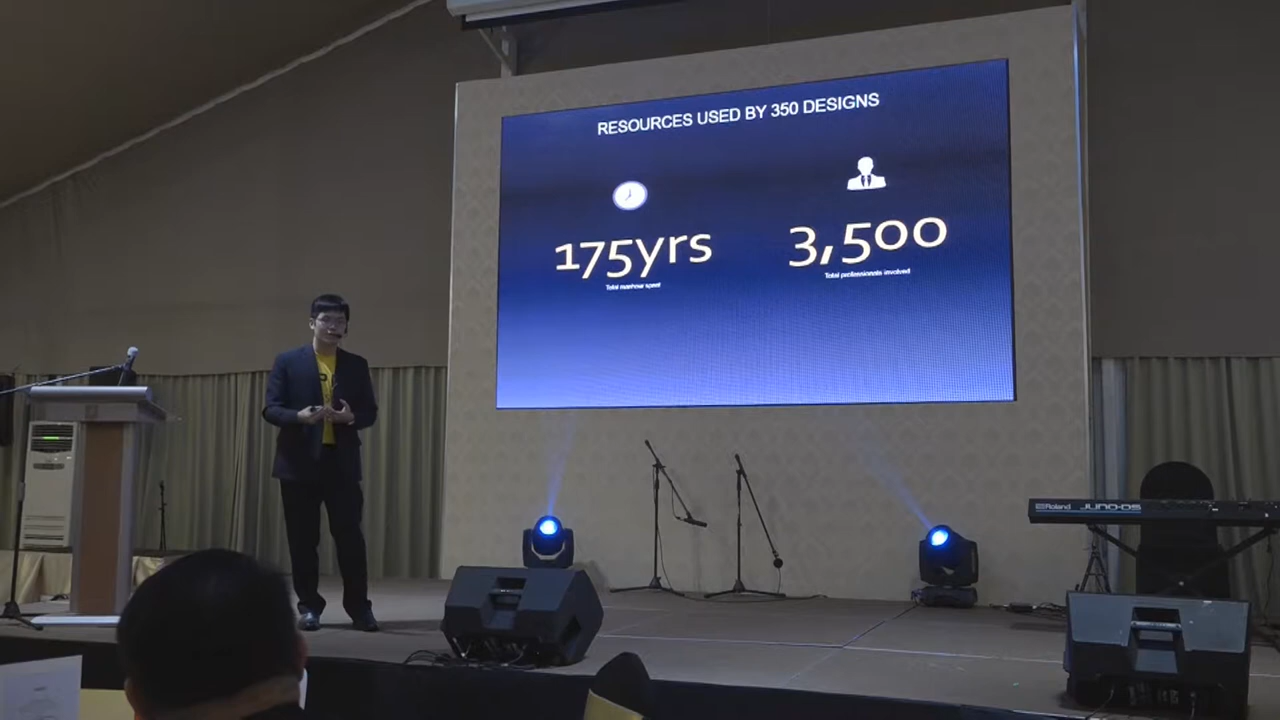 RESOURCES USED BY 350 DESIGNS
175yrs
Total manhour spent
3,500
Total professionals involved
Roland JUNO-DS